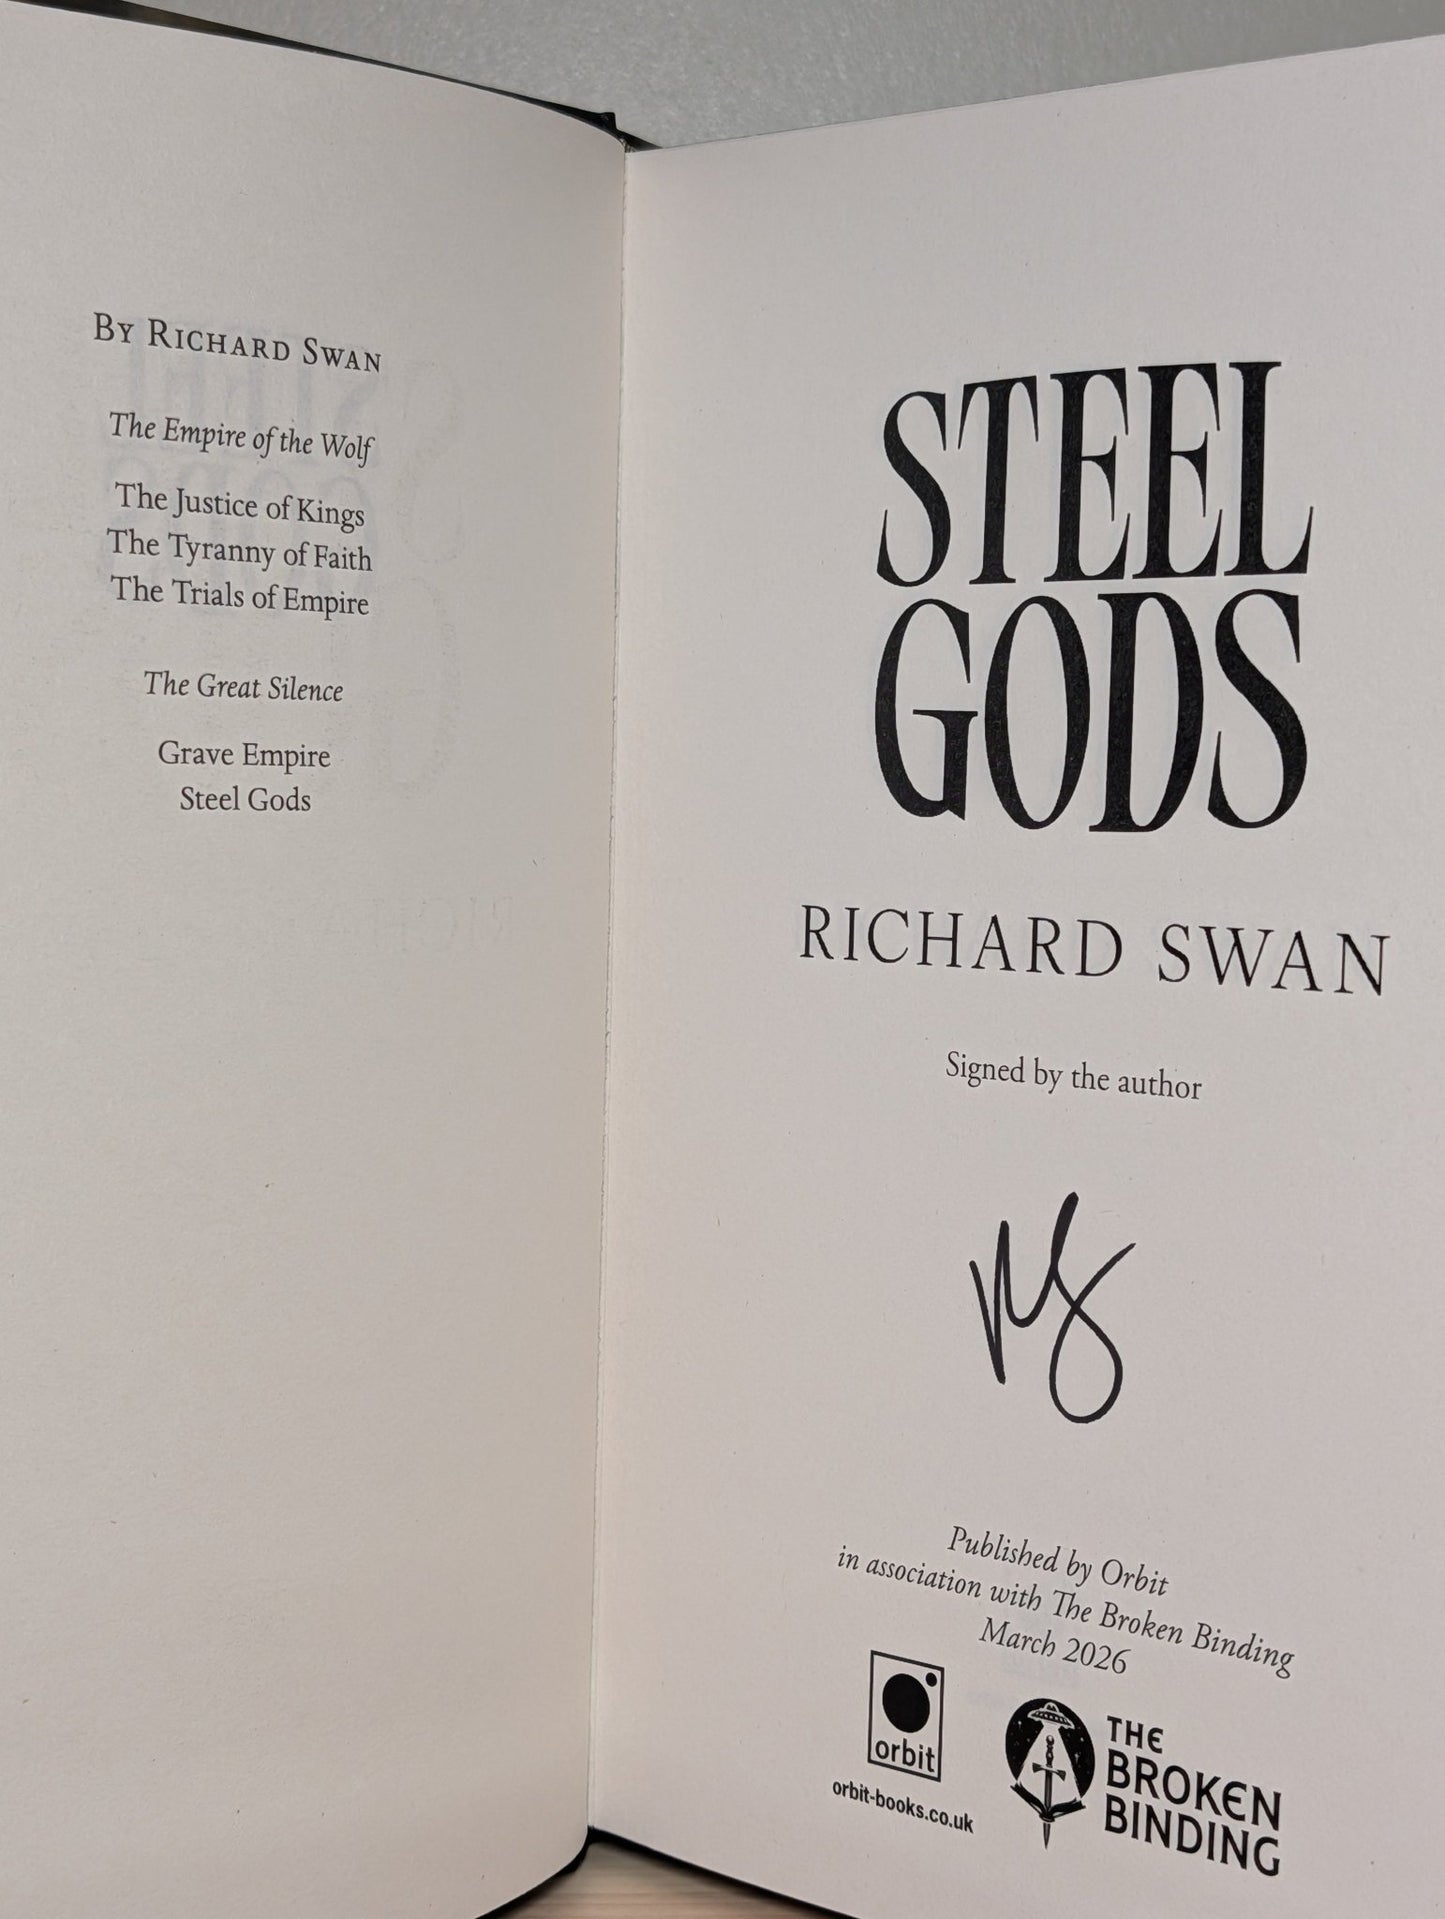 By Richard Swan
The Empire of the Wolf
The Justice of Kings
The Tyranny of Faith
The Trials of Empire
The Great Silence
Grave Empire
Steel Gods
STEEL
GODS
RICHARD SWAN
Signed by the author
Published by Orbit
in association with The Broken Binding
March 2026
orbit
orbit-books.co.uk
THE
BROKEN
BINDING